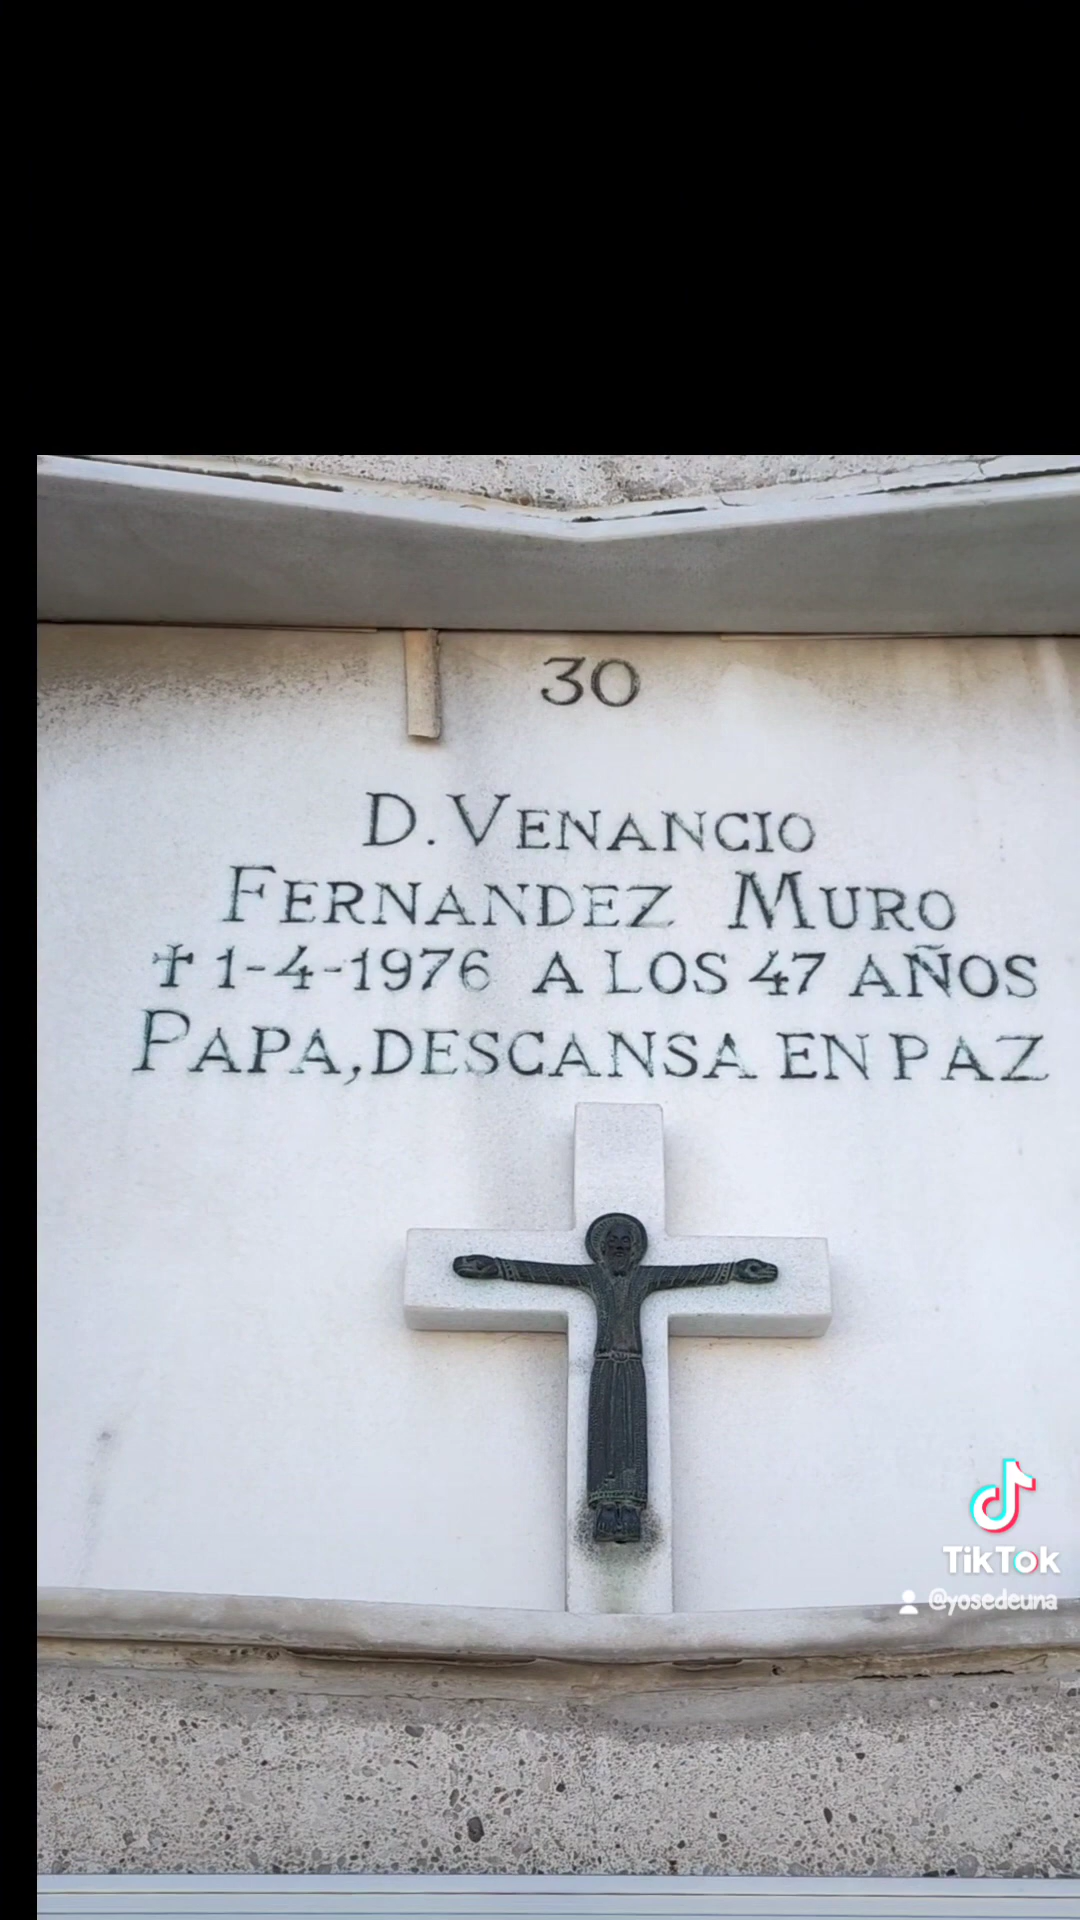 30
D. VENANCIO
FERNANDEZ MURO
✝ 1-4-1976 A LOS 47 AÑOS
PAPA, DESCANSA EN PAZ
TikTok
@yosedeuna